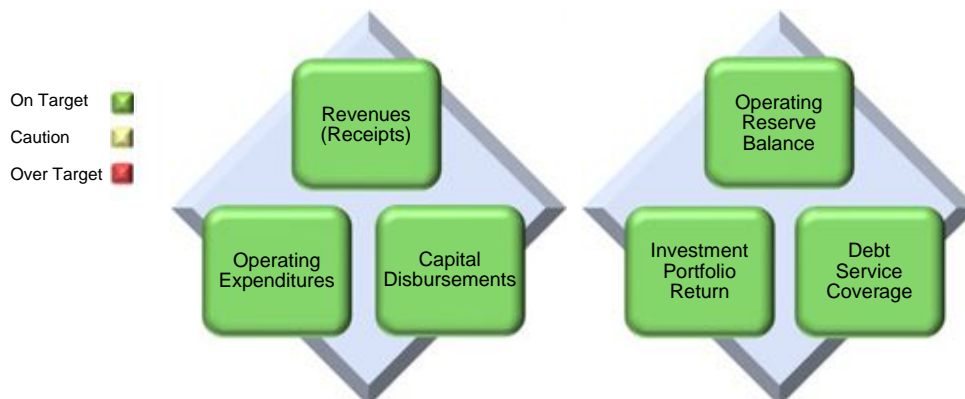 On Target
Caution
Over Target
Revenues
(Receipts)
Operating
Expenditures
Capital
Disbursements
Operating
Reserve
Balance
Investment
Portfolio
Return
Debt
Service
Coverage